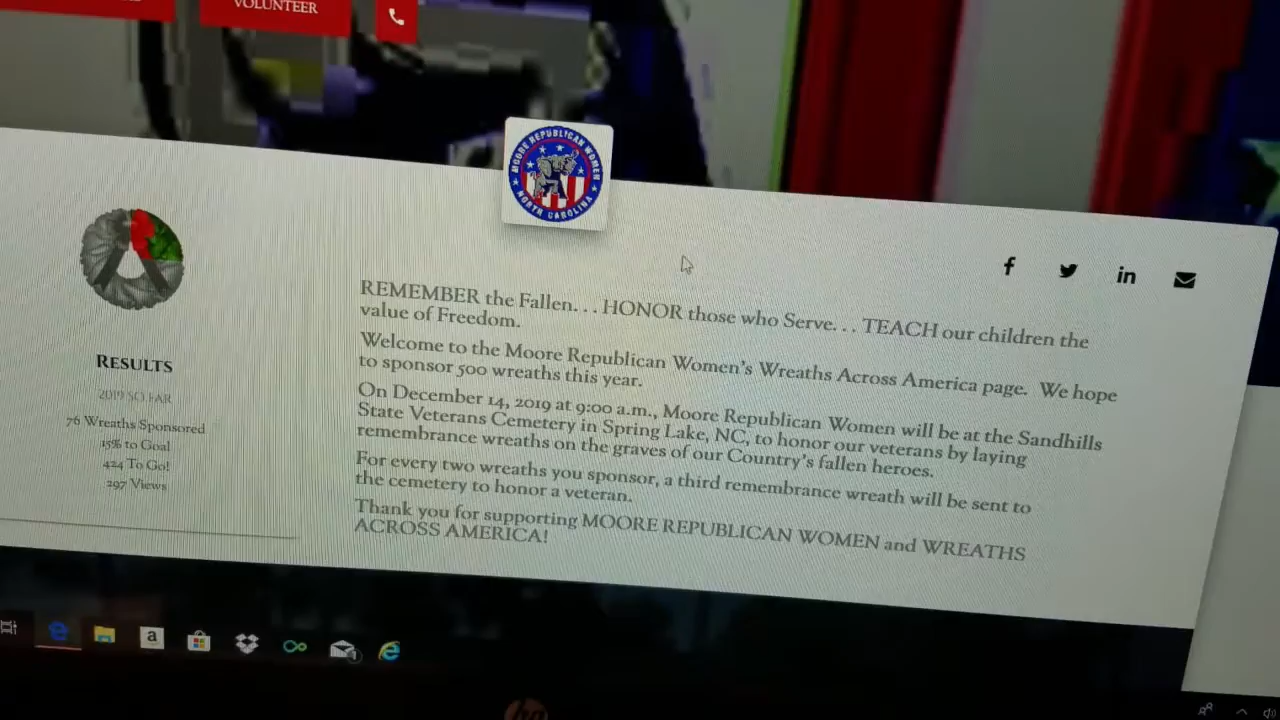 VOLUNTEER
MOORE REPUBLICAN WOMEN
NORTH CAROLINA
RESULTS
2019 SO FAR
76 Wreaths Sponsored
15% to Goal
424 To Go!
297 Views
REMEMBER the Fallen. . . HONOR those who Serve. . . TEACH our children the
value of Freedom.
Welcome to the Moore Republican Women's Wreaths Across America page. We hope
to sponsor 500 wreaths this year.
On December 14, 2019 at 9:00 a.m., Moore Republican Women will be at the Sandhills
State Veterans Cemetery in Spring Lake, NC, to honor our veterans by laying
remembrance wreaths on the graves of our Country's fallen heroes.
For every two wreaths you sponsor, a third remembrance wreath will be sent to
the cemetery to honor a veteran.
Thank you for supporting MOORE REPUBLICAN WOMEN and WREATHS
ACROSS AMERICA!
hp